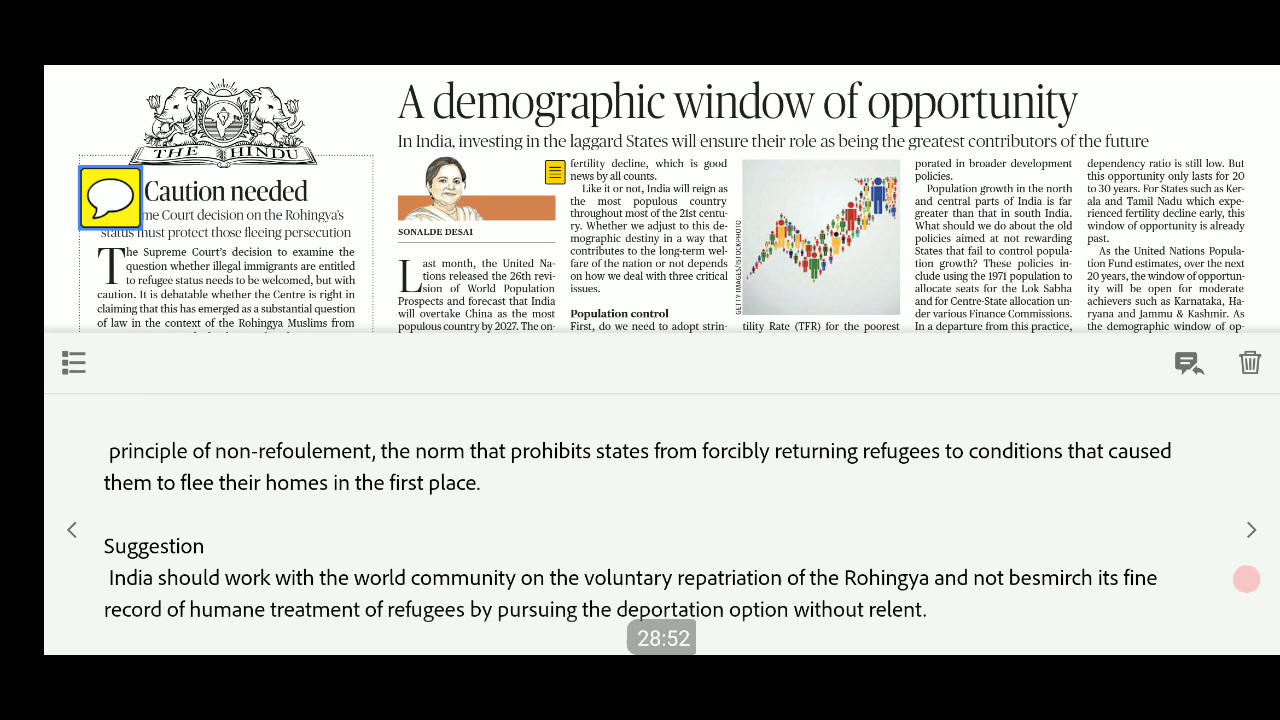 THE HINDU
Caution needed
me Court decision on the Rohingya's
status must protect those fleeing persecution
The Supreme Court's decision to examine the
question whether illegal immigrants are entitled
to refugee status needs to be welcomed, but with
caution. It is debatable whether the Centre is right in
claiming that this has emerged as a substantial question
of law in the context of the Rohingya Muslims from
A demographic window of opportunity
In India, investing in the laggard States will ensure their role as being the greatest contributors of the future
SONALDE DESAI
Last month, the United Na-
tions released the 26th revi-
sion of World Population
Prospects and forecast that India
will overtake China as the most
populous country by 2027. The on-
fertility decline, which is good
news by all counts.
Like it or not, India will reign as
the most populous country
throughout most of the 21st centu-
ry. Whether we adjust to this de-
mographic destiny in a way that
contributes to the long-term wel-
fare of the nation or not depends
on how we deal with three critical
issues.
Population control
First, do we need to adopt strin-
GETTY IMAGES/ISTOCKPHOTO
tility Rate (TFR) for the poorest
porated in broader development
policies.
Population growth in the north
and central parts of India is far
greater than that in south India.
What should we do about the old
policies aimed at not rewarding
States that fail to control popula-
tion growth? These policies in-
clude using the 1971 population to
allocate seats for the Lok Sabha
and for Centre-State allocation un-
der various Finance Commissions.
In a departure from this practice,
dependency ratio is still low. But
this opportunity only lasts for 20
to 30 years. For States such as Ker-
ala and Tamil Nadu which expe-
rienced fertility decline early, this
window of opportunity is already
past.
As the United Nations Popula-
tion Fund estimates, over the next
20 years, the window of opportun-
ity will be open for moderate
achievers such as Karnataka, Ha-
ryana and Jammu & Kashmir. As
the demographic window of op-
principle of non-refoulement, the norm that prohibits states from forcibly returning refugees to conditions that caused
them to flee their homes in the first place.
Suggestion
India should work with the world community on the voluntary repatriation of the Rohingya and not besmirch its fine
record of humane treatment of refugees by pursuing the deportation option without relent.
28:52